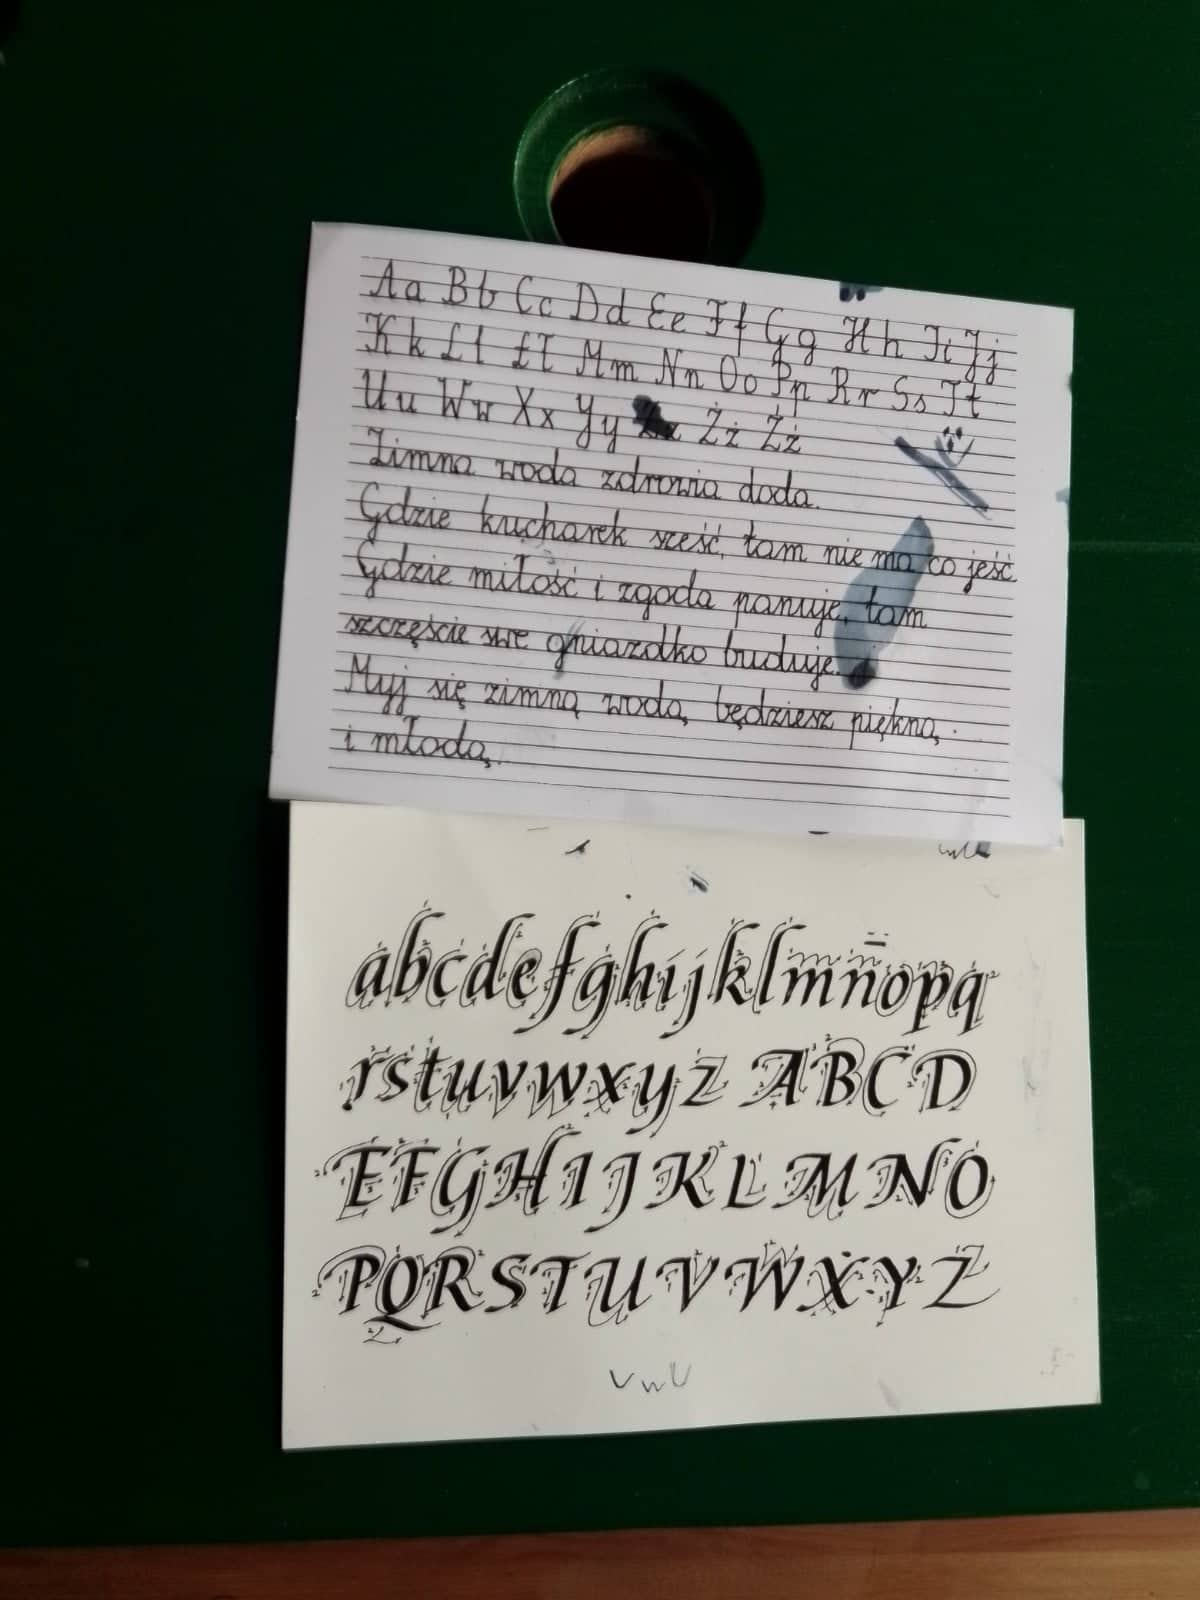 Aa Bb Cc Dd Ee Ff Gg Hh Ii Jj
Kk Ll Łł Mm Nn Oo Pp Rr Ss Tt
Uu Ww Xx Yy Zz Żż Źź
Zimna woda zdrowia doda.
Gdzie kucharek sześć, tam nie ma co jeść.
Gdzie miłość i zgoda panuje, tam
szczęście swe gniazdko buduje.
Myj się zimną wodą, będziesz piękną
i młodą.
abcdefghijklmnñopq
rstuvwxyz ABCD
EFGHIJKLMNO
PQRSTUVWXYZ
VwU